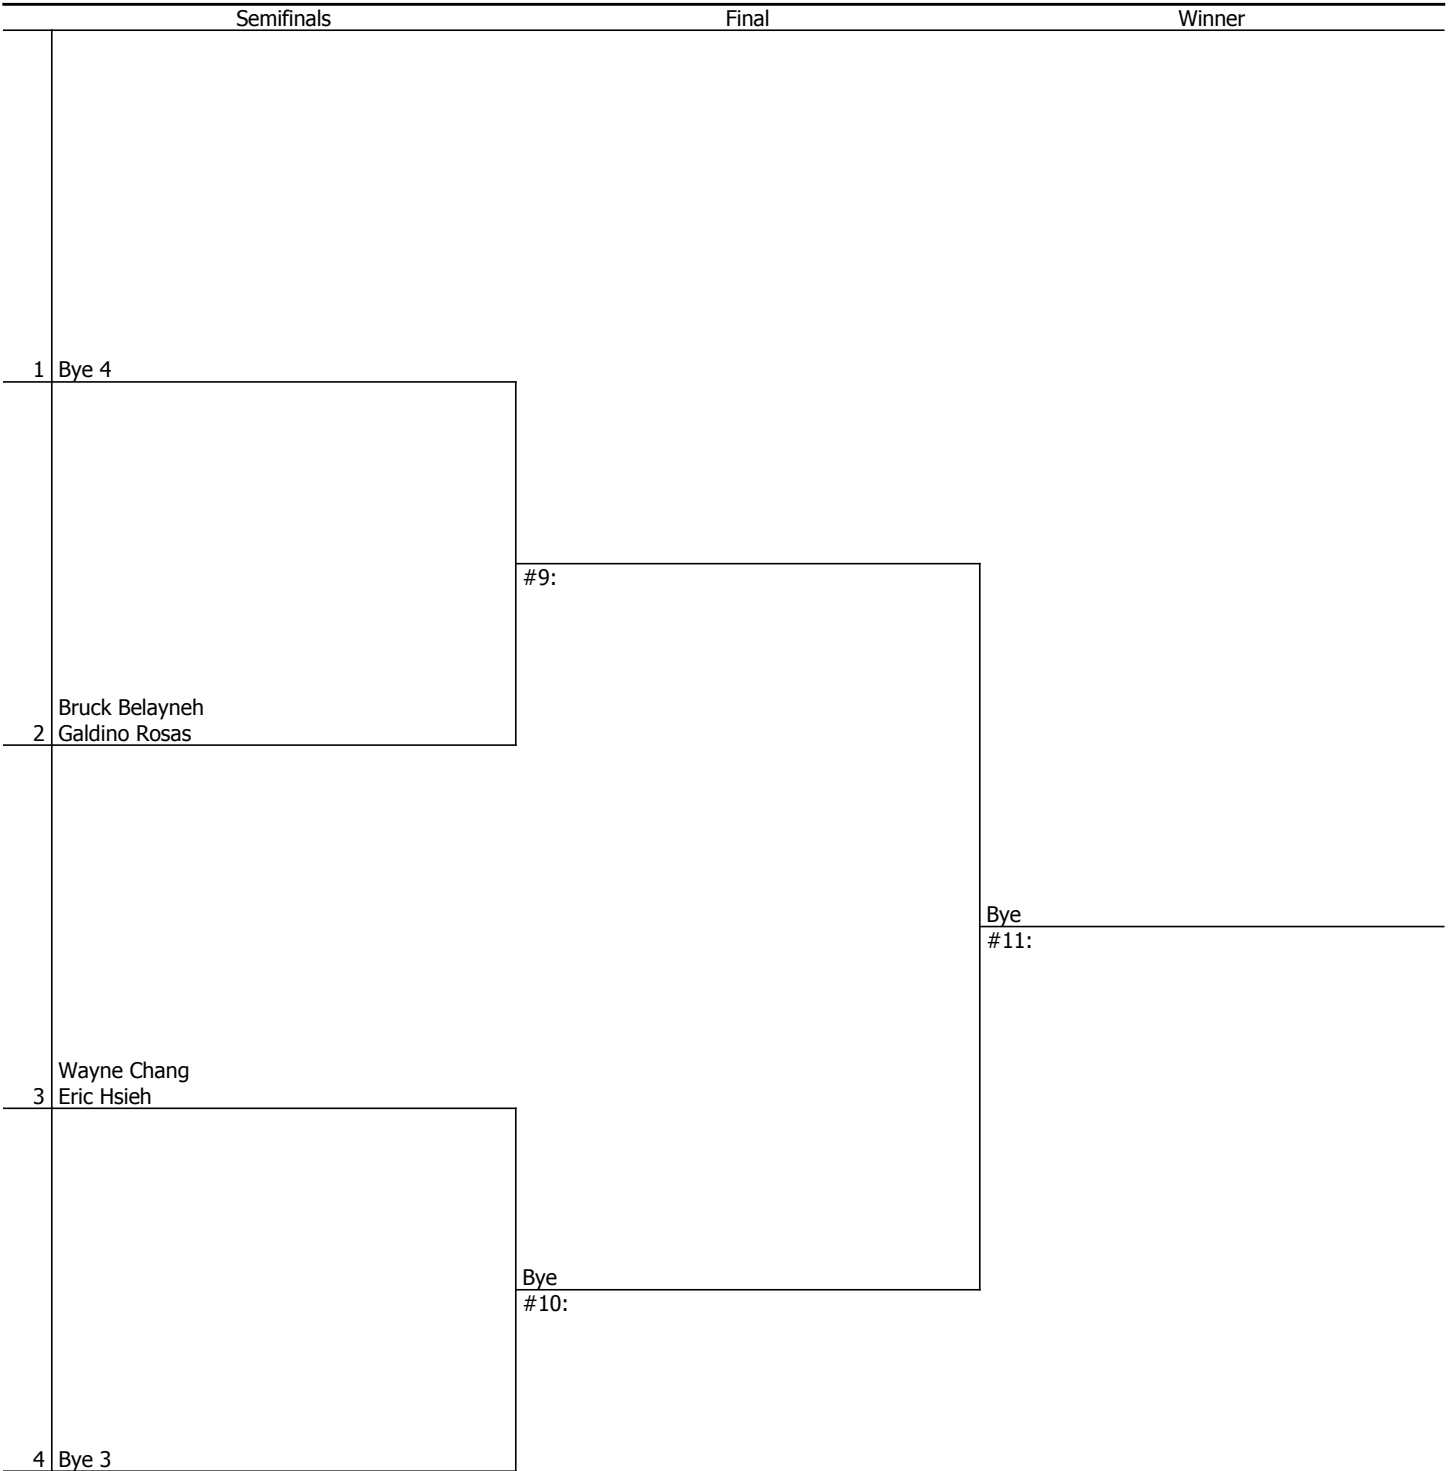 Semifinals Final Winner
1 Bye 4
#9:
Bruck Belayneh
2 Galdino Rosas
Bye
#11:
Wayne Chang
3 Eric Hsieh
Bye
#10:
4 Bye 3